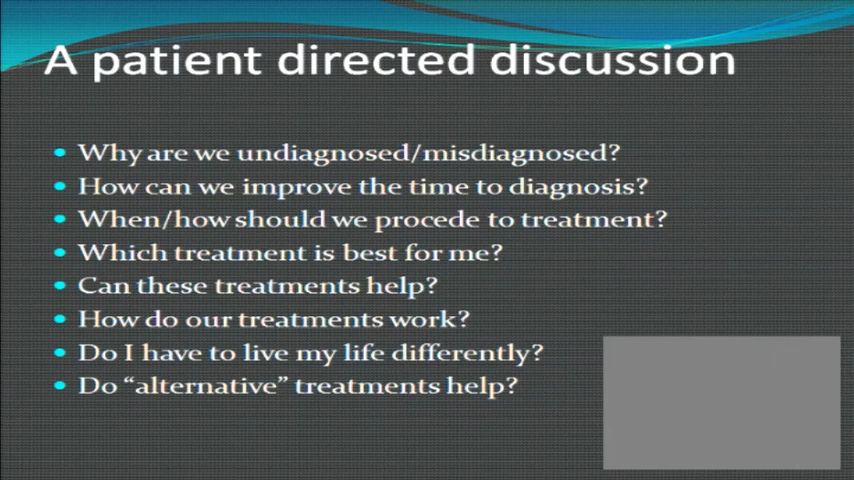 A patient directed discussion
Why are we undiagnosed/misdiagnosed?
How can we improve the time to diagnosis?
When/how should we procede to treatment?
Which treatment is best for me?
Can these treatments help?
How do our treatments work?
Do I have to live my life differently?
Do “alternative” treatments help?